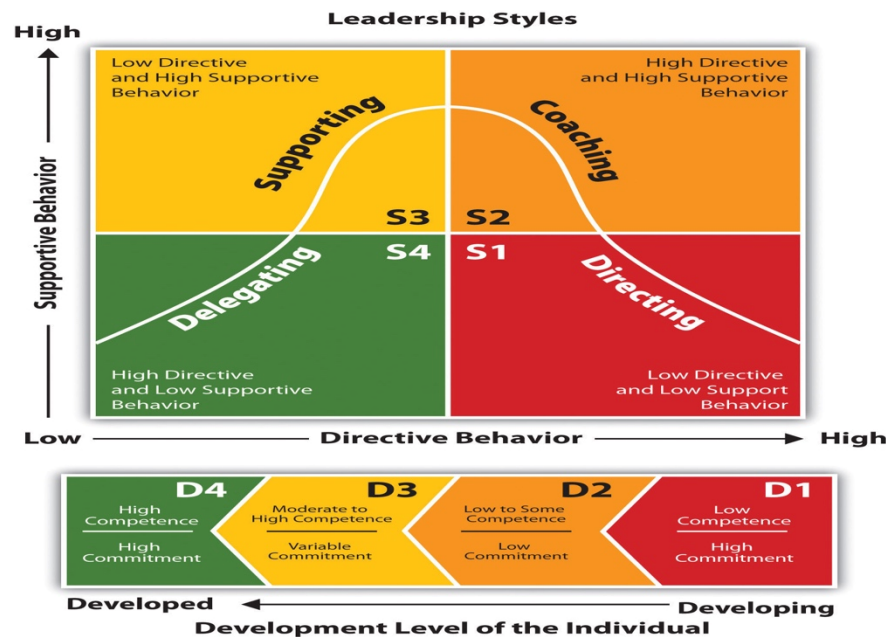 Leadership Styles
High
Low Directive
and High Supportive
Behavior
High Directive
and High Supportive
Behavior
Supporting
Coaching
S3
S2
Supportive Behavior
S4
S1
Delegating
Directing
High Directive
and Low Supportive
Behavior
Low Directive
and Low Support
Behavior
Low
Directive Behavior
High
D4
High
Competence
High
Commitment
D3
Moderate to
High Competence
Variable
Commitment
D2
Low to Some
Competence
Low
Commitment
D1
Low
Competence
High
Commitment
Developed
Developing
Development Level of the Individual